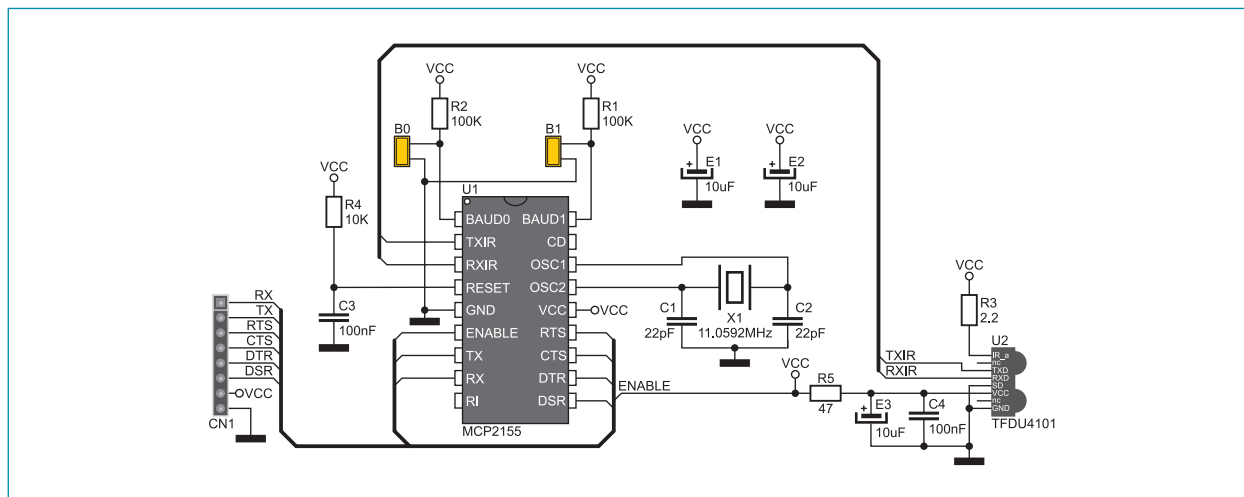 VCC
R2
100K
B0
VCC
R1
100K
B1
VCC
E1
10uF
VCC
E2
10uF
VCC
R4
10K
C3
100nF
U1
BAUD0
TXIR
RXIR
RESET
GND
ENABLE
TX
RX
RI
BAUD1
CD
OSC1
OSC2
VCC
RTS
CTS
DTR
DSR
MCP2155
VCC
C1
22pF
X1
11.0592MHz
C2
22pF
RX
TX
RTS
CTS
DTR
DSR
VCC
CN1
ENABLE
VCC
R5
47
E3
10uF
C4
100nF
TXIR
RXIR
VCC
R3
2.2
U2
IR_a
nc
TXD
RXD
SD
VCC
nc
GND
TFDU4101